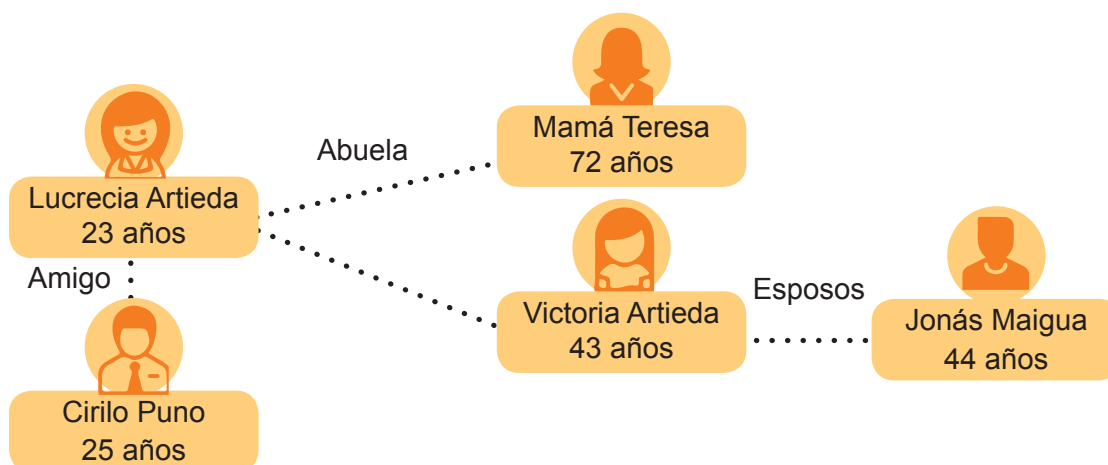 Mamá Teresa
72 años
Abuela
Lucrecia Artieda
23 años
Amigo
Victoria Artieda
43 años
Esposos
Jonás Maigua
44 años
Cirilo Puno
25 años